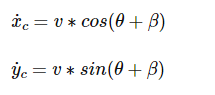 ẋ_c = v * cos(θ + β)
ẏ_c = v * sin(θ + β)